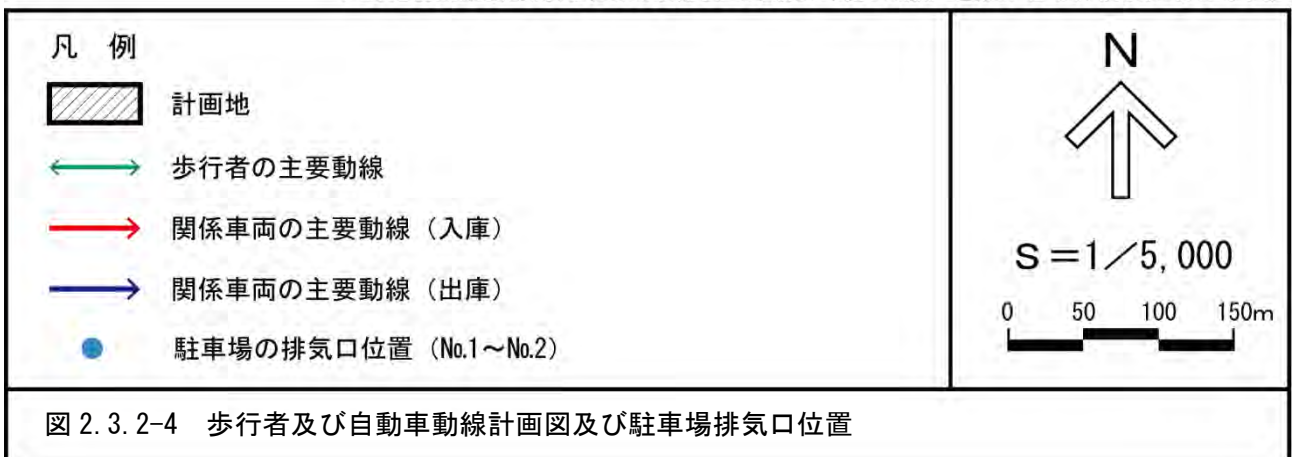 凡 例
計画地
歩行者の主要動線
関係車両の主要動線（入庫）
関係車両の主要動線（出庫）
駐車場の排気口位置（No.1～No.2）
N
S＝1／5,000
0 50 100 150m
図 2.3.2-4 歩行者及び自動車動線計画図及び駐車場排気口位置